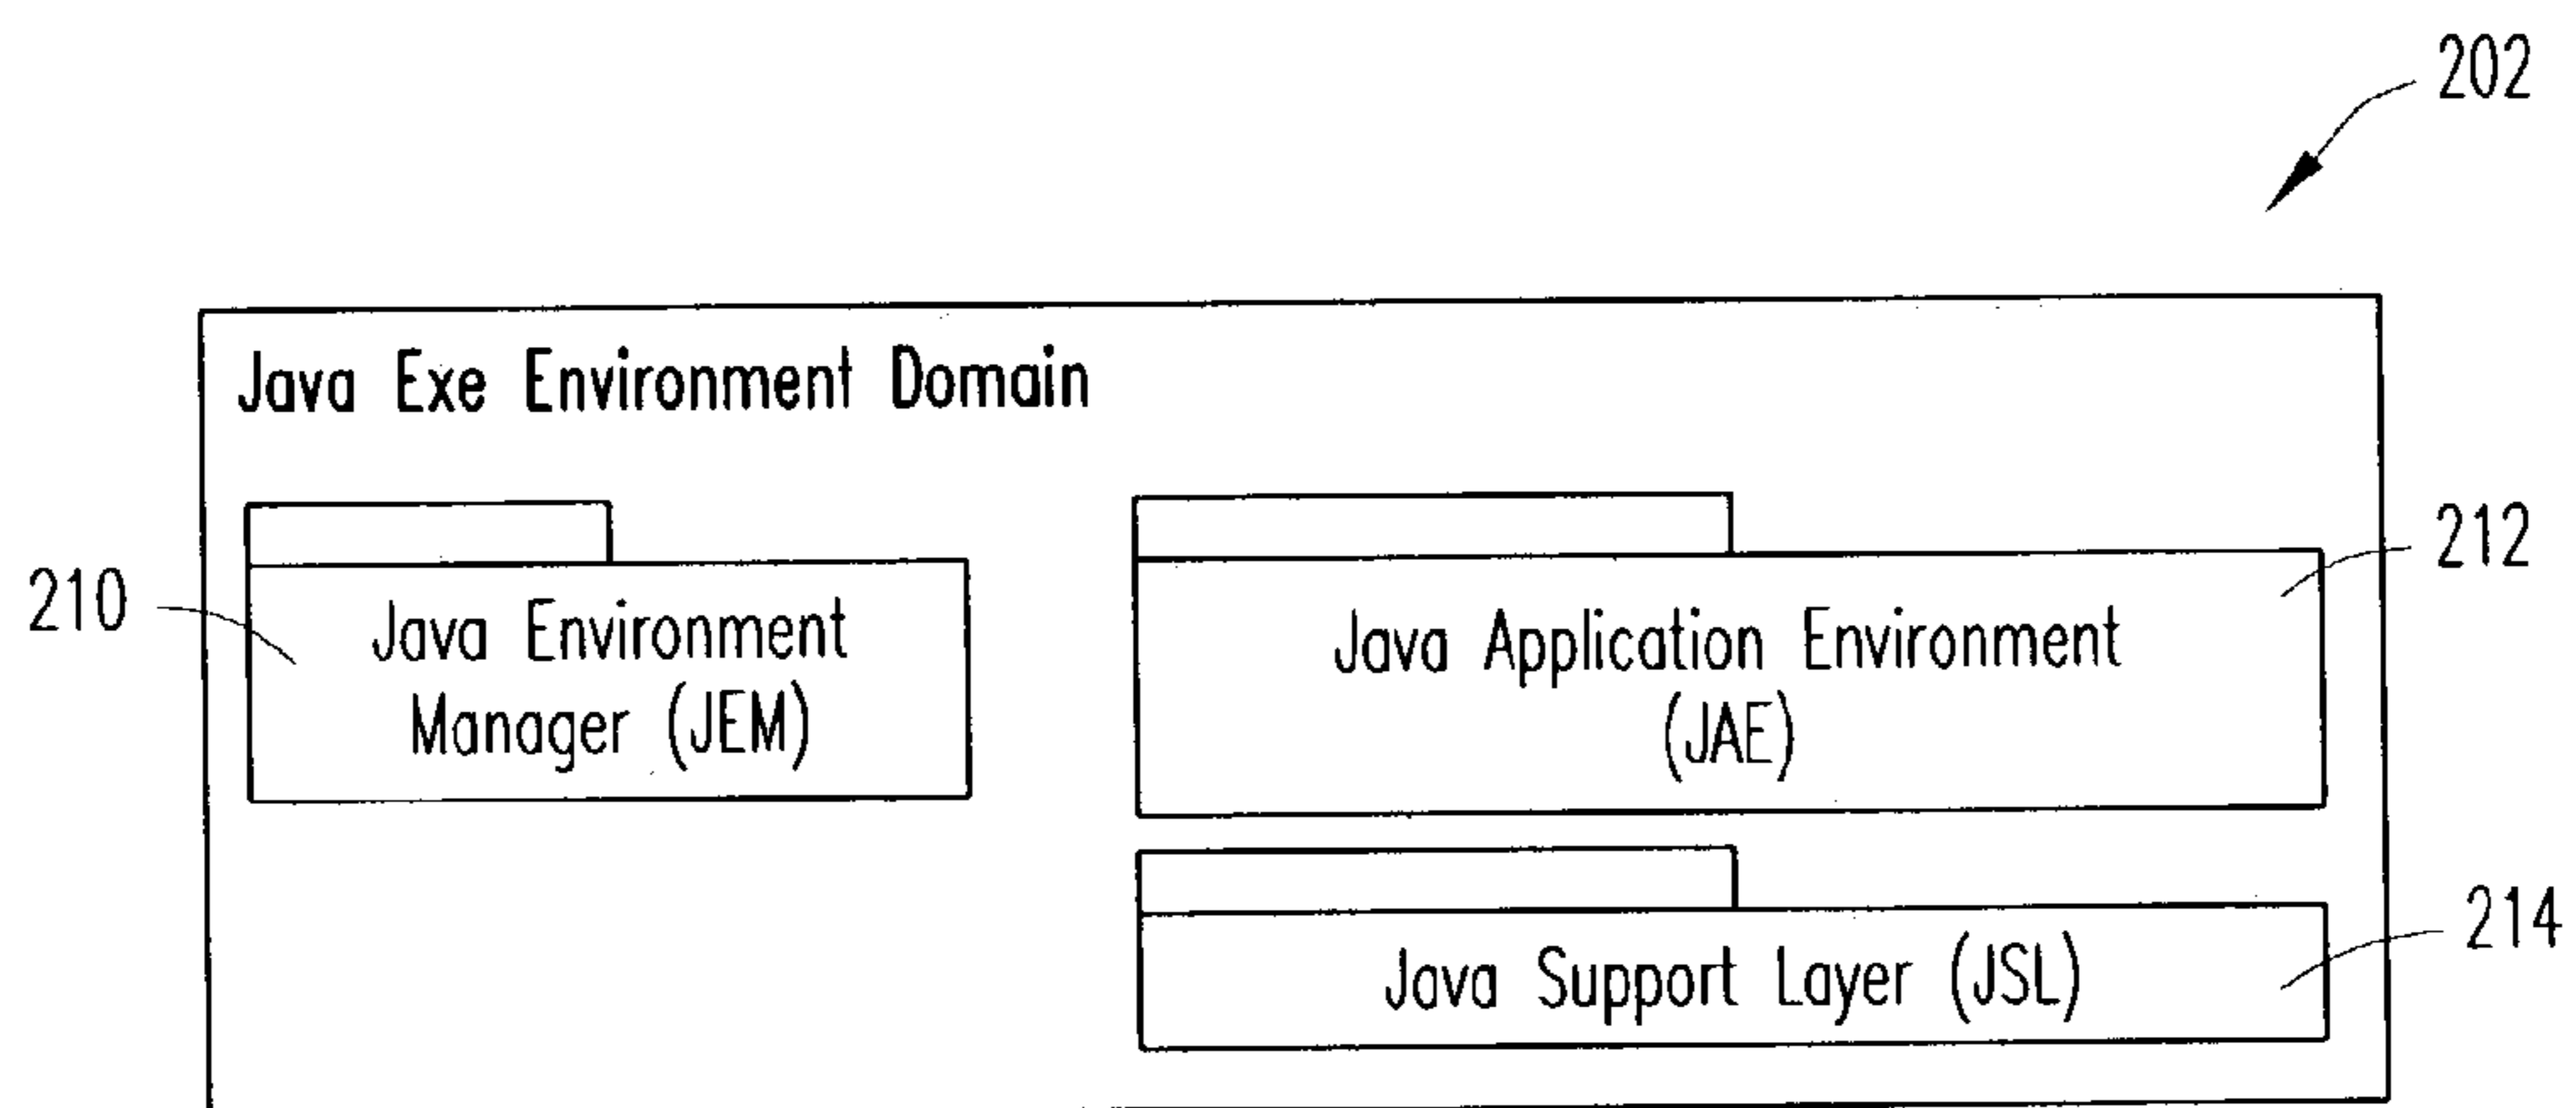 202
Java Exe Environment Domain
210
Java Environment
Manager (JEM)
212
Java Application Environment
(JAE)
214
Java Support Layer (JSL)